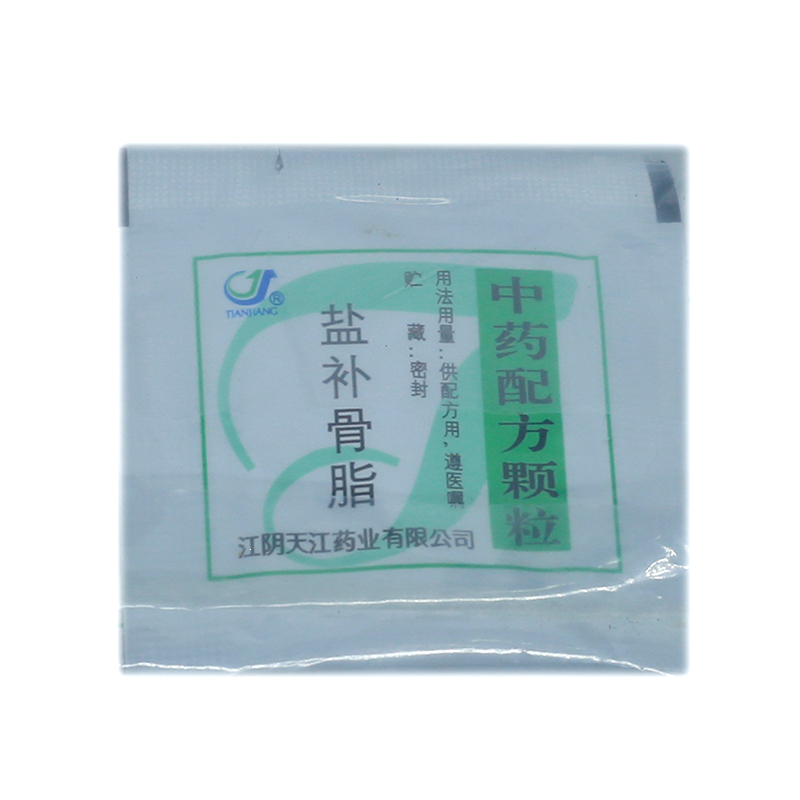 中药配方颗粒
用法用量:供配方用,遵医嘱
贮 藏:密封
盐补骨脂
TIANJIANG
®
江阴天江药业有限公司